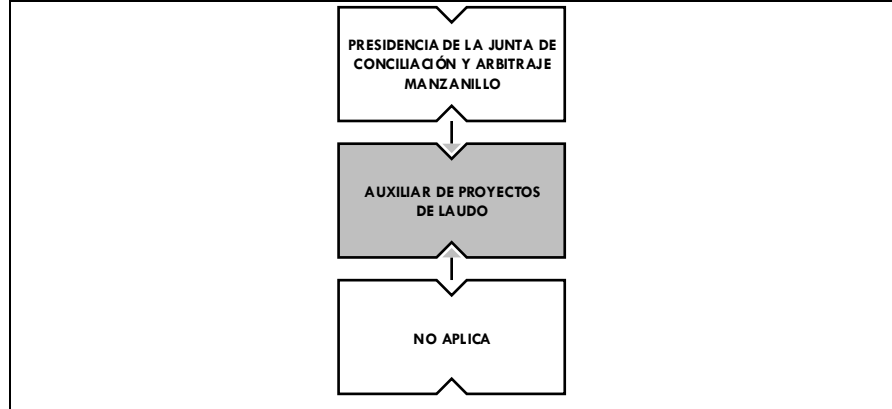 PRESIDENCIA DE LA JUNTA DE
CONCILIACIÓN Y ARBITRAJE
MANZANILLO
AUXILIAR DE PROYECTOS
DE LAUDO
NO APLICA